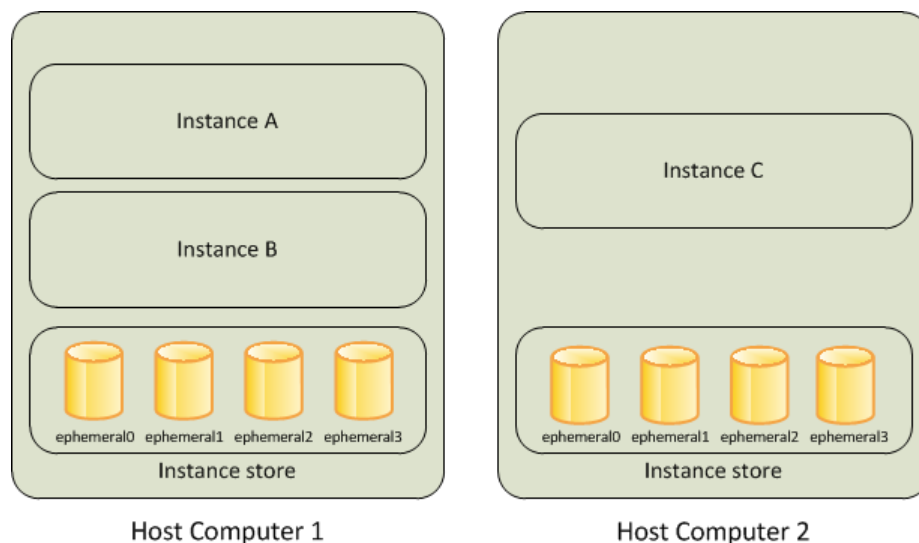 Instance A
Instance B
ephemeral0 ephemeral1 ephemeral2 ephemeral3
Instance store
Host Computer 1
Instance C
ephemeral0 ephemeral1 ephemeral2 ephemeral3
Instance store
Host Computer 2